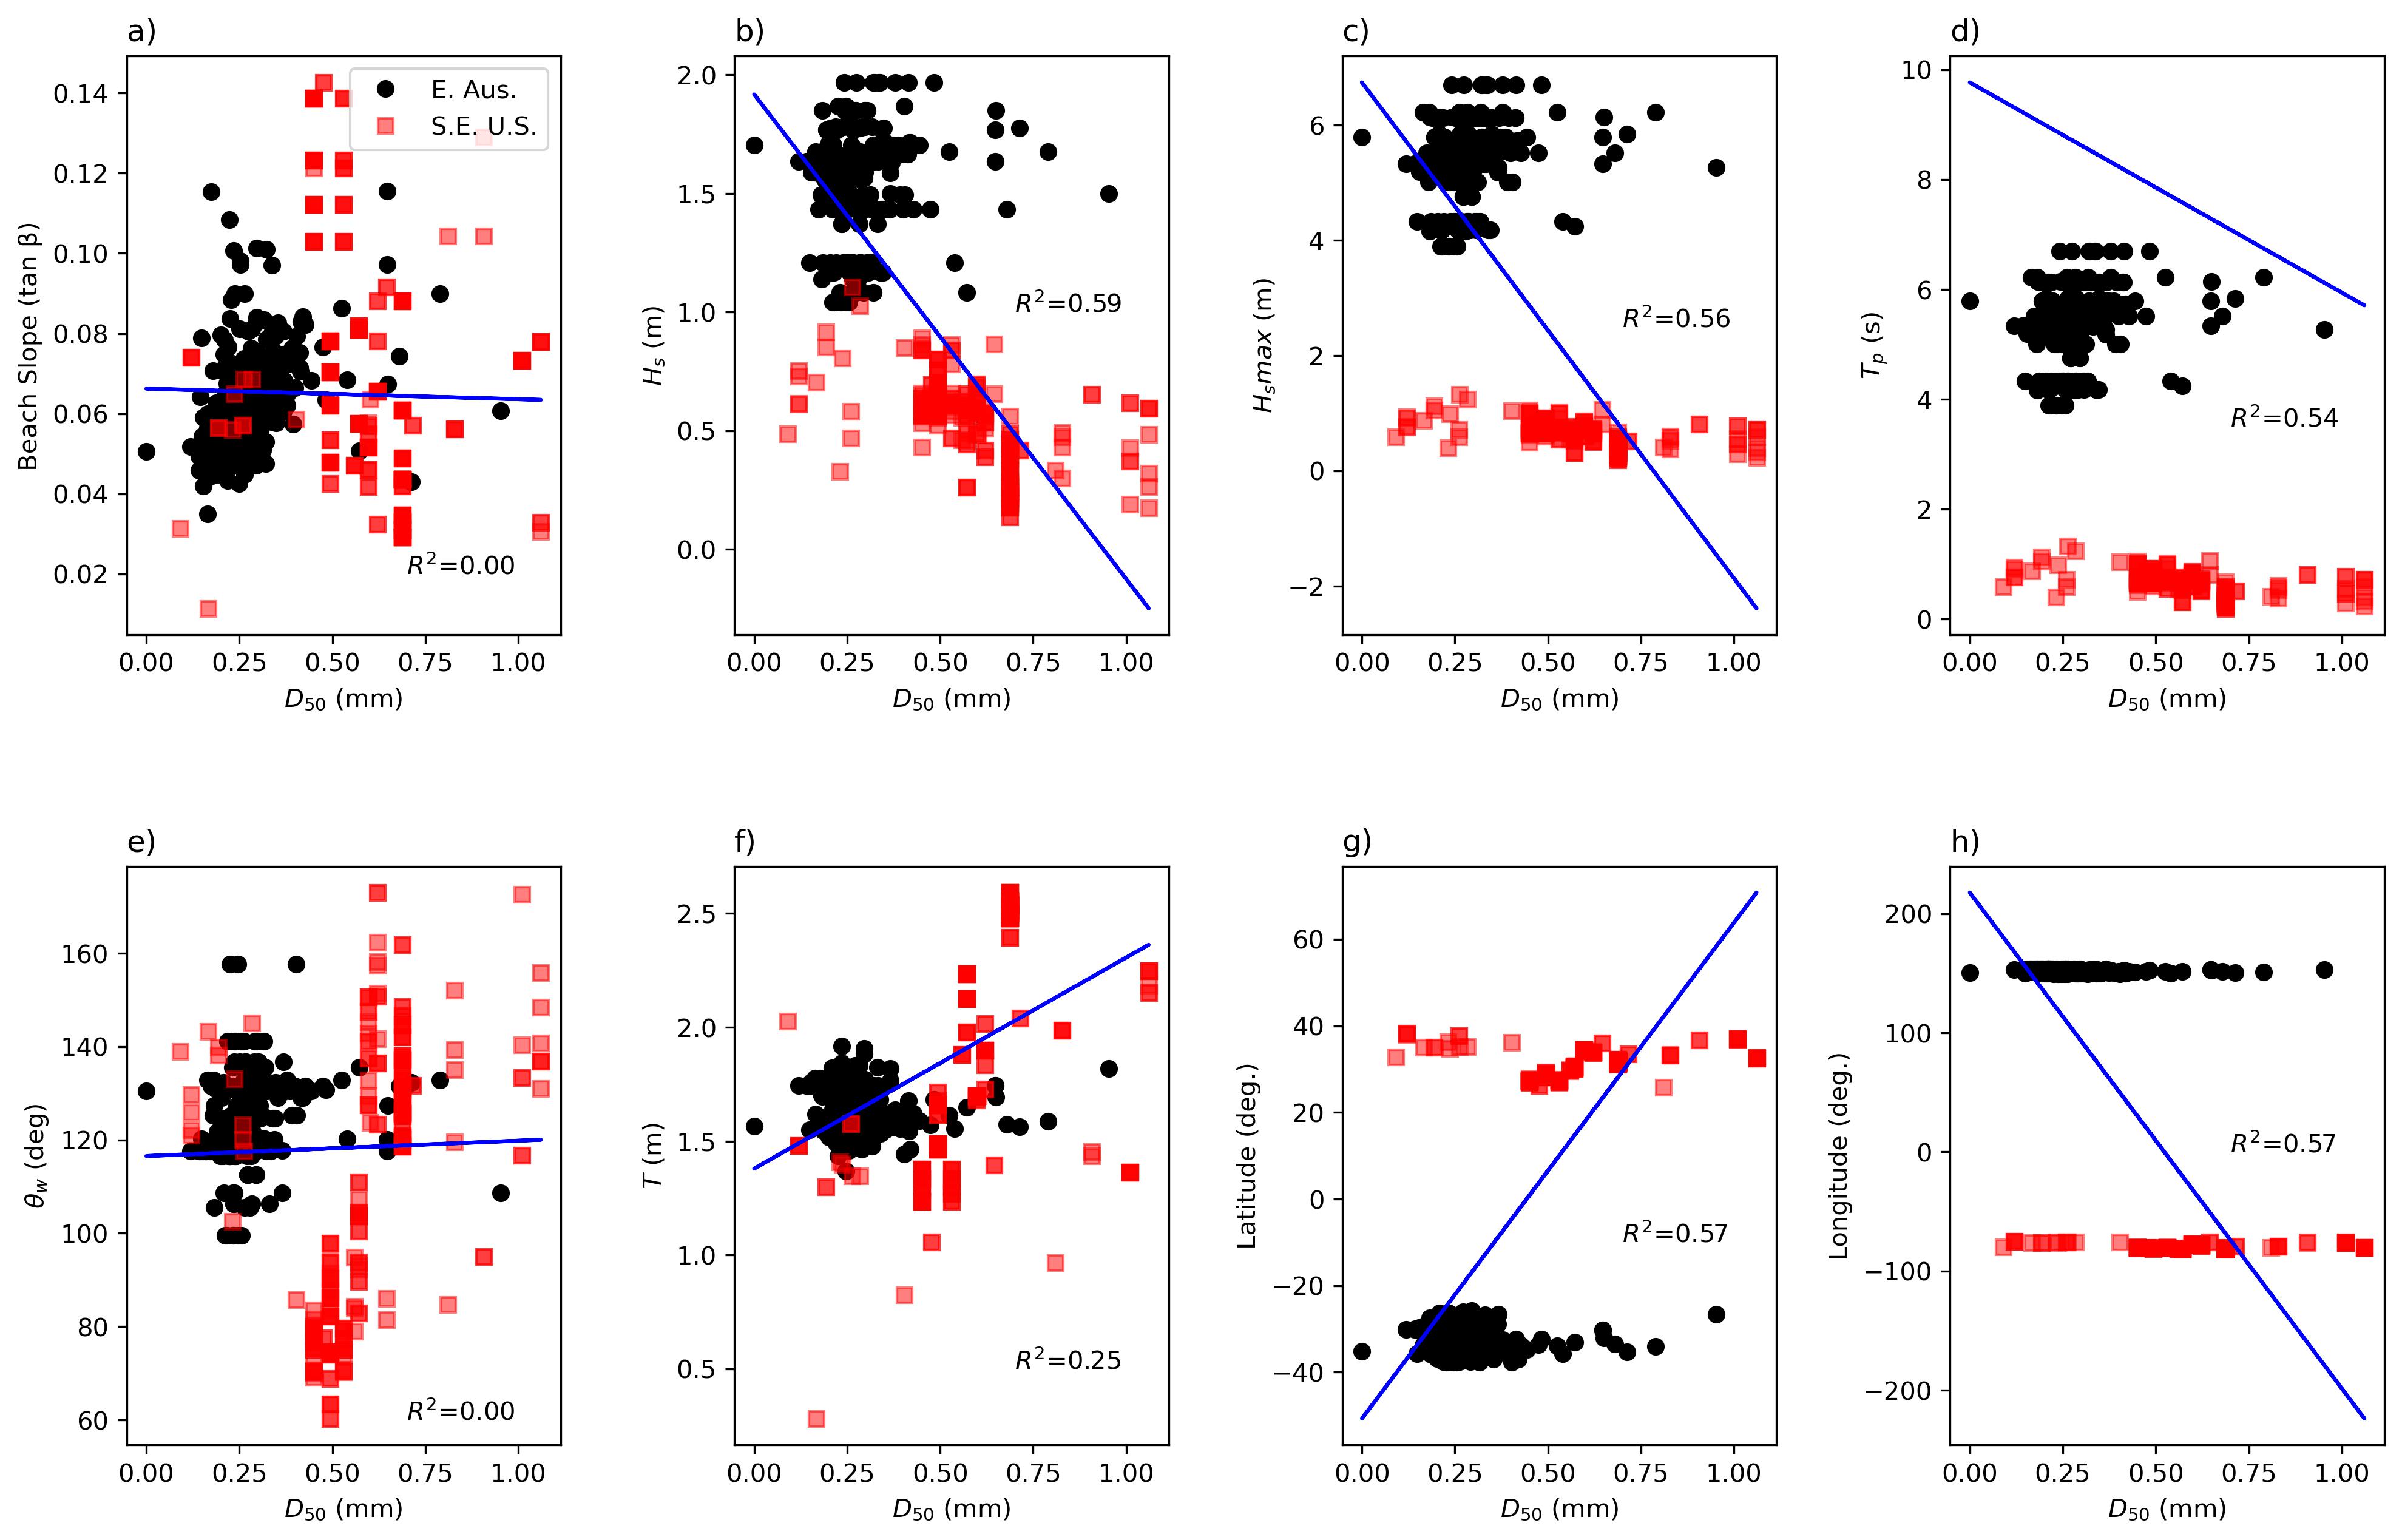 a)
b)
c)
d)
E. Aus.
S.E. U.S.
Beach Slope (tan β)
0.14
0.12
0.10
0.08
0.06
0.04
0.02
R²=0.00
0.00 0.25 0.50 0.75 1.00
D₅₀ (mm)
Hₛ (m)
2.0
1.5
1.0
0.5
0.0
R²=0.59
0.00 0.25 0.50 0.75 1.00
D₅₀ (mm)
Hₛmax (m)
6
4
2
0
−2
R²=0.56
0.00 0.25 0.50 0.75 1.00
D₅₀ (mm)
Tₚ (s)
10
8
6
4
2
0
R²=0.54
0.00 0.25 0.50 0.75 1.00
D₅₀ (mm)
e)
f)
g)
h)
θ_w (deg)
160
140
120
100
80
60
R²=0.00
0.00 0.25 0.50 0.75 1.00
D₅₀ (mm)
T (m)
2.5
2.0
1.5
1.0
0.5
R²=0.25
0.00 0.25 0.50 0.75 1.00
D₅₀ (mm)
Latitude (deg.)
60
40
20
0
−20
−40
R²=0.57
0.00 0.25 0.50 0.75 1.00
D₅₀ (mm)
Longitude (deg.)
200
100
0
−100
−200
R²=0.57
0.00 0.25 0.50 0.75 1.00
D₅₀ (mm)